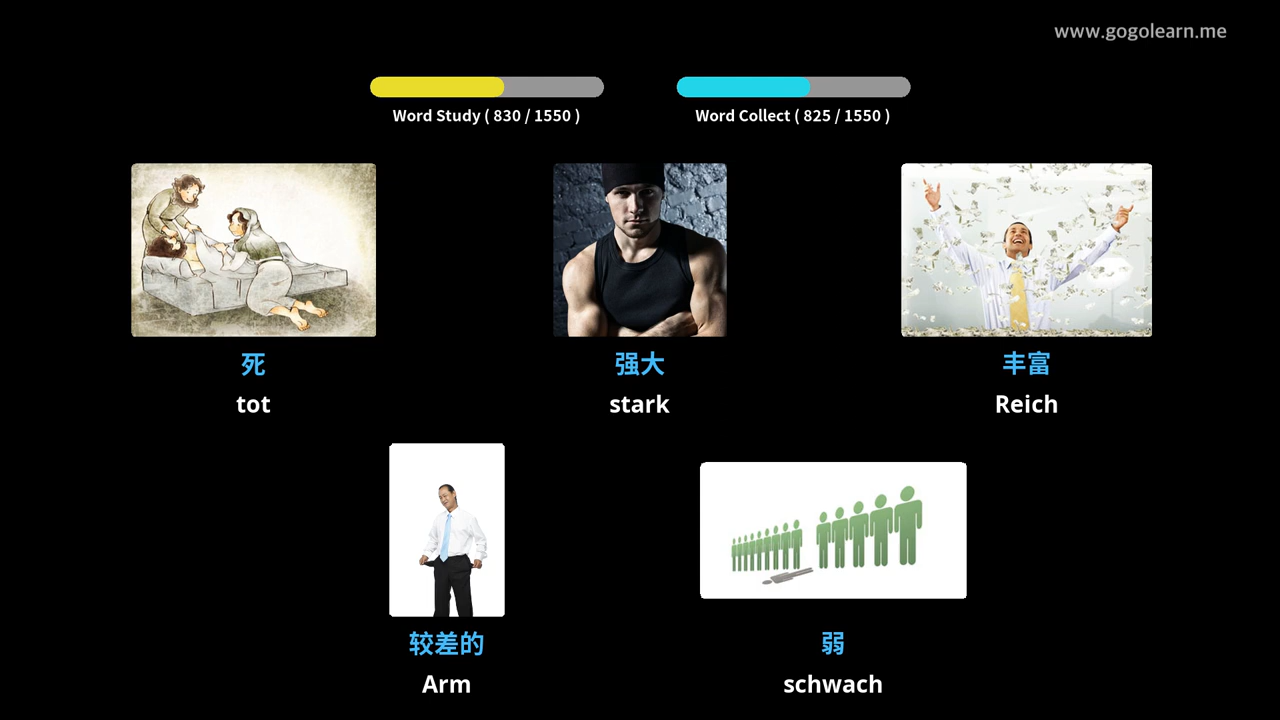 www.gogolearn.me
Word Study ( 830 / 1550 )
Word Collect ( 825 / 1550 )
死
tot
强大
stark
丰富
Reich
较差的
Arm
弱
schwach